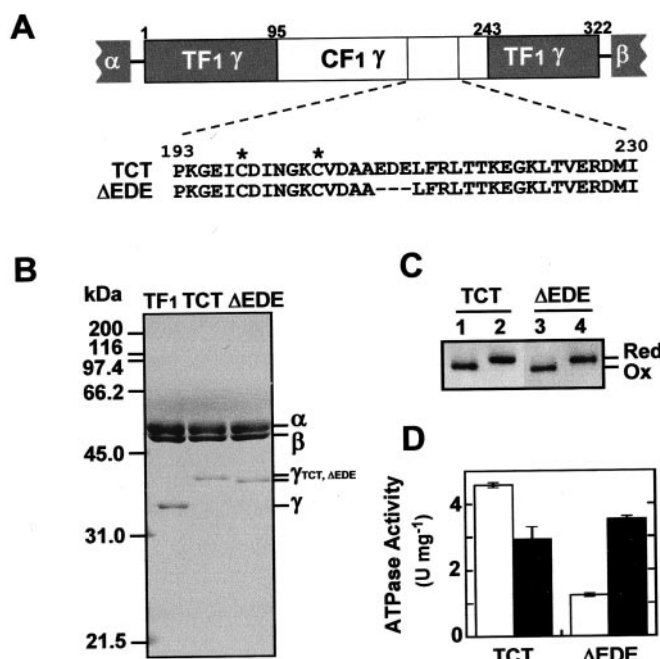 A
1 95 243 322
α TF1 γ CF1 γ TF1 γ β
193 * * 230
TCT PKGEICDINGKCVDAAEDELFRLTTKEGKLTVERDMI
ΔEDE PKGEICDINGKCVDAA---LFRLTTKEGKLTVERDMI
B
kDa TF1 TCT ΔEDE
200
116
97.4
66.2
α
β
45.0
γTCT, ΔEDE
γ
31.0
21.5
C
TCT ΔEDE
1 2 3 4
Red
Ox
D
ATPase Activity
(U mg-1)
4
2
0
TCT ΔEDE